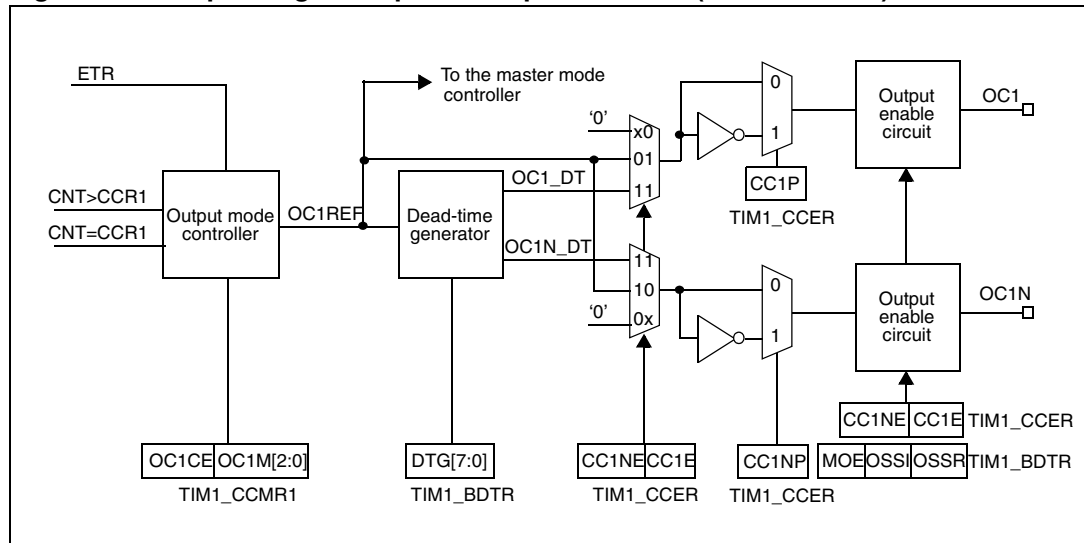 ETR
To the master mode
controller
'0'
x0
01
11
0
1
CC1P
TIM1_CCER
Output
enable
circuit
OC1
CNT>CCR1
CNT=CCR1
Output mode
controller
OC1REF
Dead-time
generator
OC1_DT
OC1N_DT
11
10
0x
'0'
0
1
Output
enable
circuit
OC1N
OC1CE OC1M[2:0]
TIM1_CCMR1
DTG[7:0]
TIM1_BDTR
CC1NE CC1E
TIM1_CCER
CC1NP
TIM1_CCER
CC1NE CC1E TIM1_CCER
MOE OSSI OSSR TIM1_BDTR